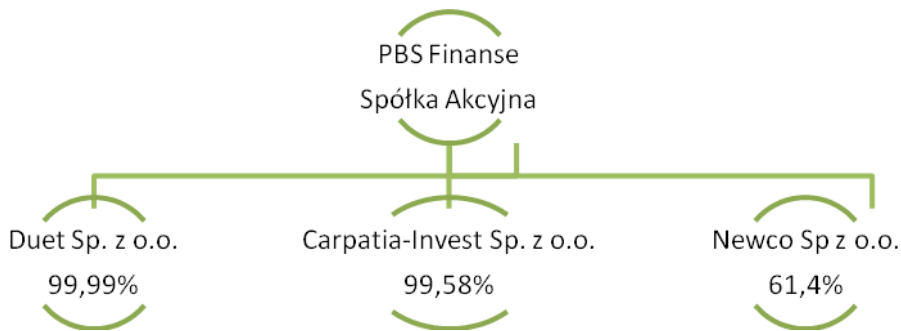 PBS Finanse
Spółka Akcyjna
Duet Sp. z o.o.
99,99%
Carpatia-Invest Sp. z o.o.
99,58%
Newco Sp z o.o.
61,4%